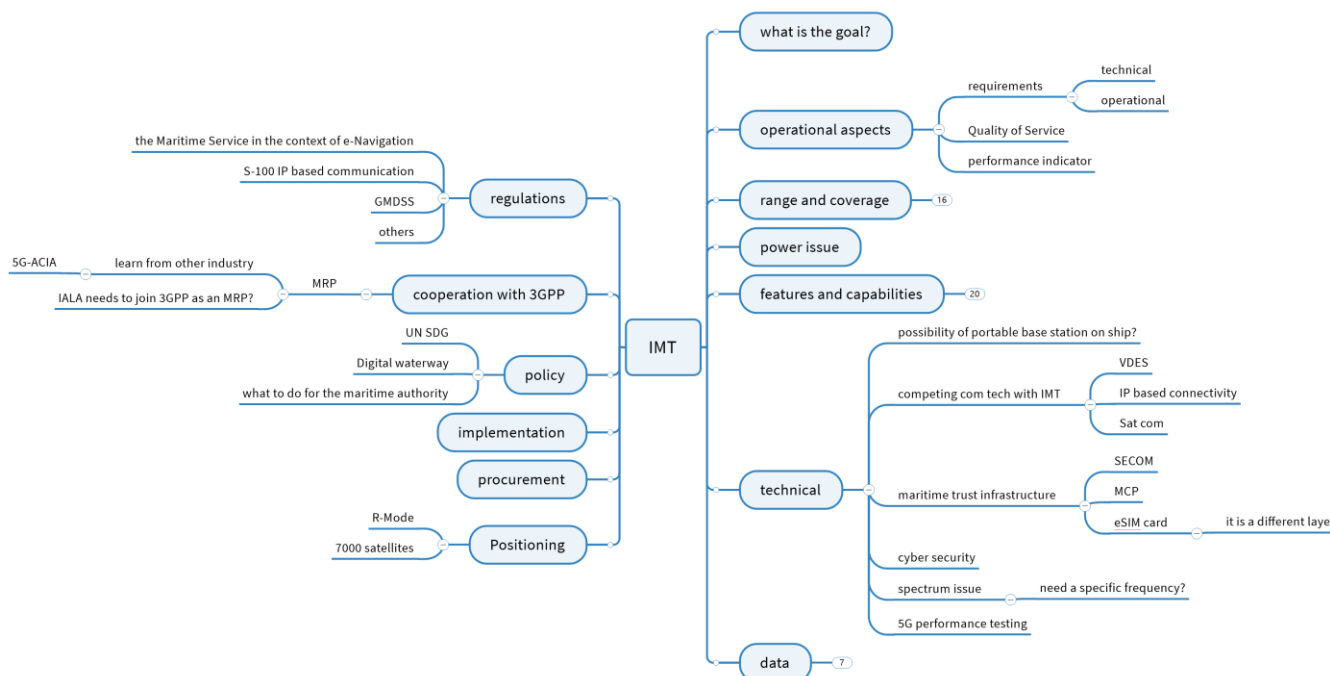 IMT
what is the goal?
operational aspects
requirements
technical
operational
Quality of Service
performance indicator
range and coverage
16
power issue
features and capabilities
20
technical
possibility of portable base station on ship?
competing com tech with IMT
VDES
IP based connectivity
Sat com
maritime trust infrastructure
SECOM
MCP
eSIM card
it is a different laye
cyber security
spectrum issue
need a specific frequency?
5G performance testing
data
7
regulations
the Maritime Service in the context of e-Navigation
S-100 IP based communication
GMDSS
others
cooperation with 3GPP
MRP
learn from other industry
5G-ACIA
IALA needs to join 3GPP as an MRP?
policy
UN SDG
Digital waterway
what to do for the maritime authority
implementation
procurement
Positioning
R-Mode
7000 satellites